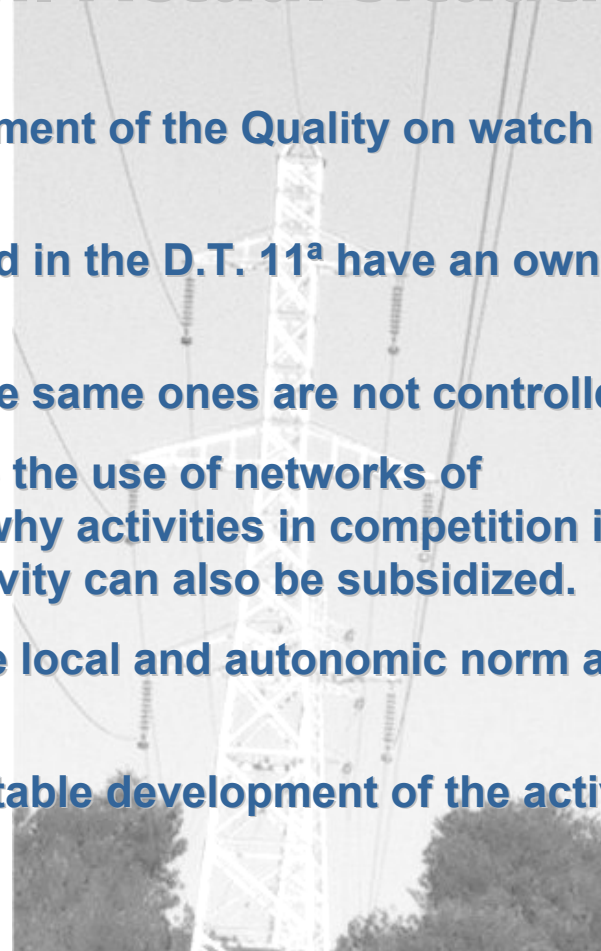 ment of the Quality on watch
d in the D.T. 11ª have an own
e same ones are not controlle
the use of networks of
why activities in competition i
vity can also be subsidized.
e local and autonomic norm a
table development of the activ